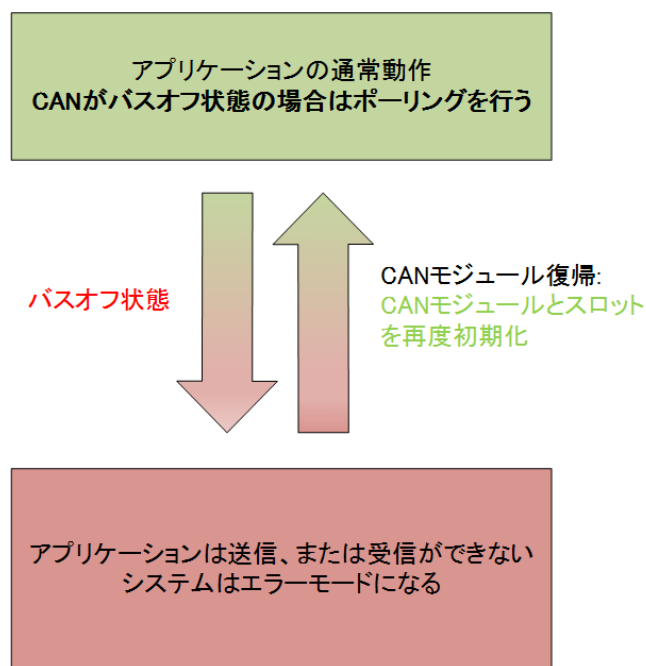 アプリケーションの通常動作
CANがバスオフ状態の場合はポーリングを行う
バスオフ状態
CANモジュール復帰:
CANモジュールとスロット
を再度初期化
アプリケーションは送信、または受信ができない
システムはエラーモードになる